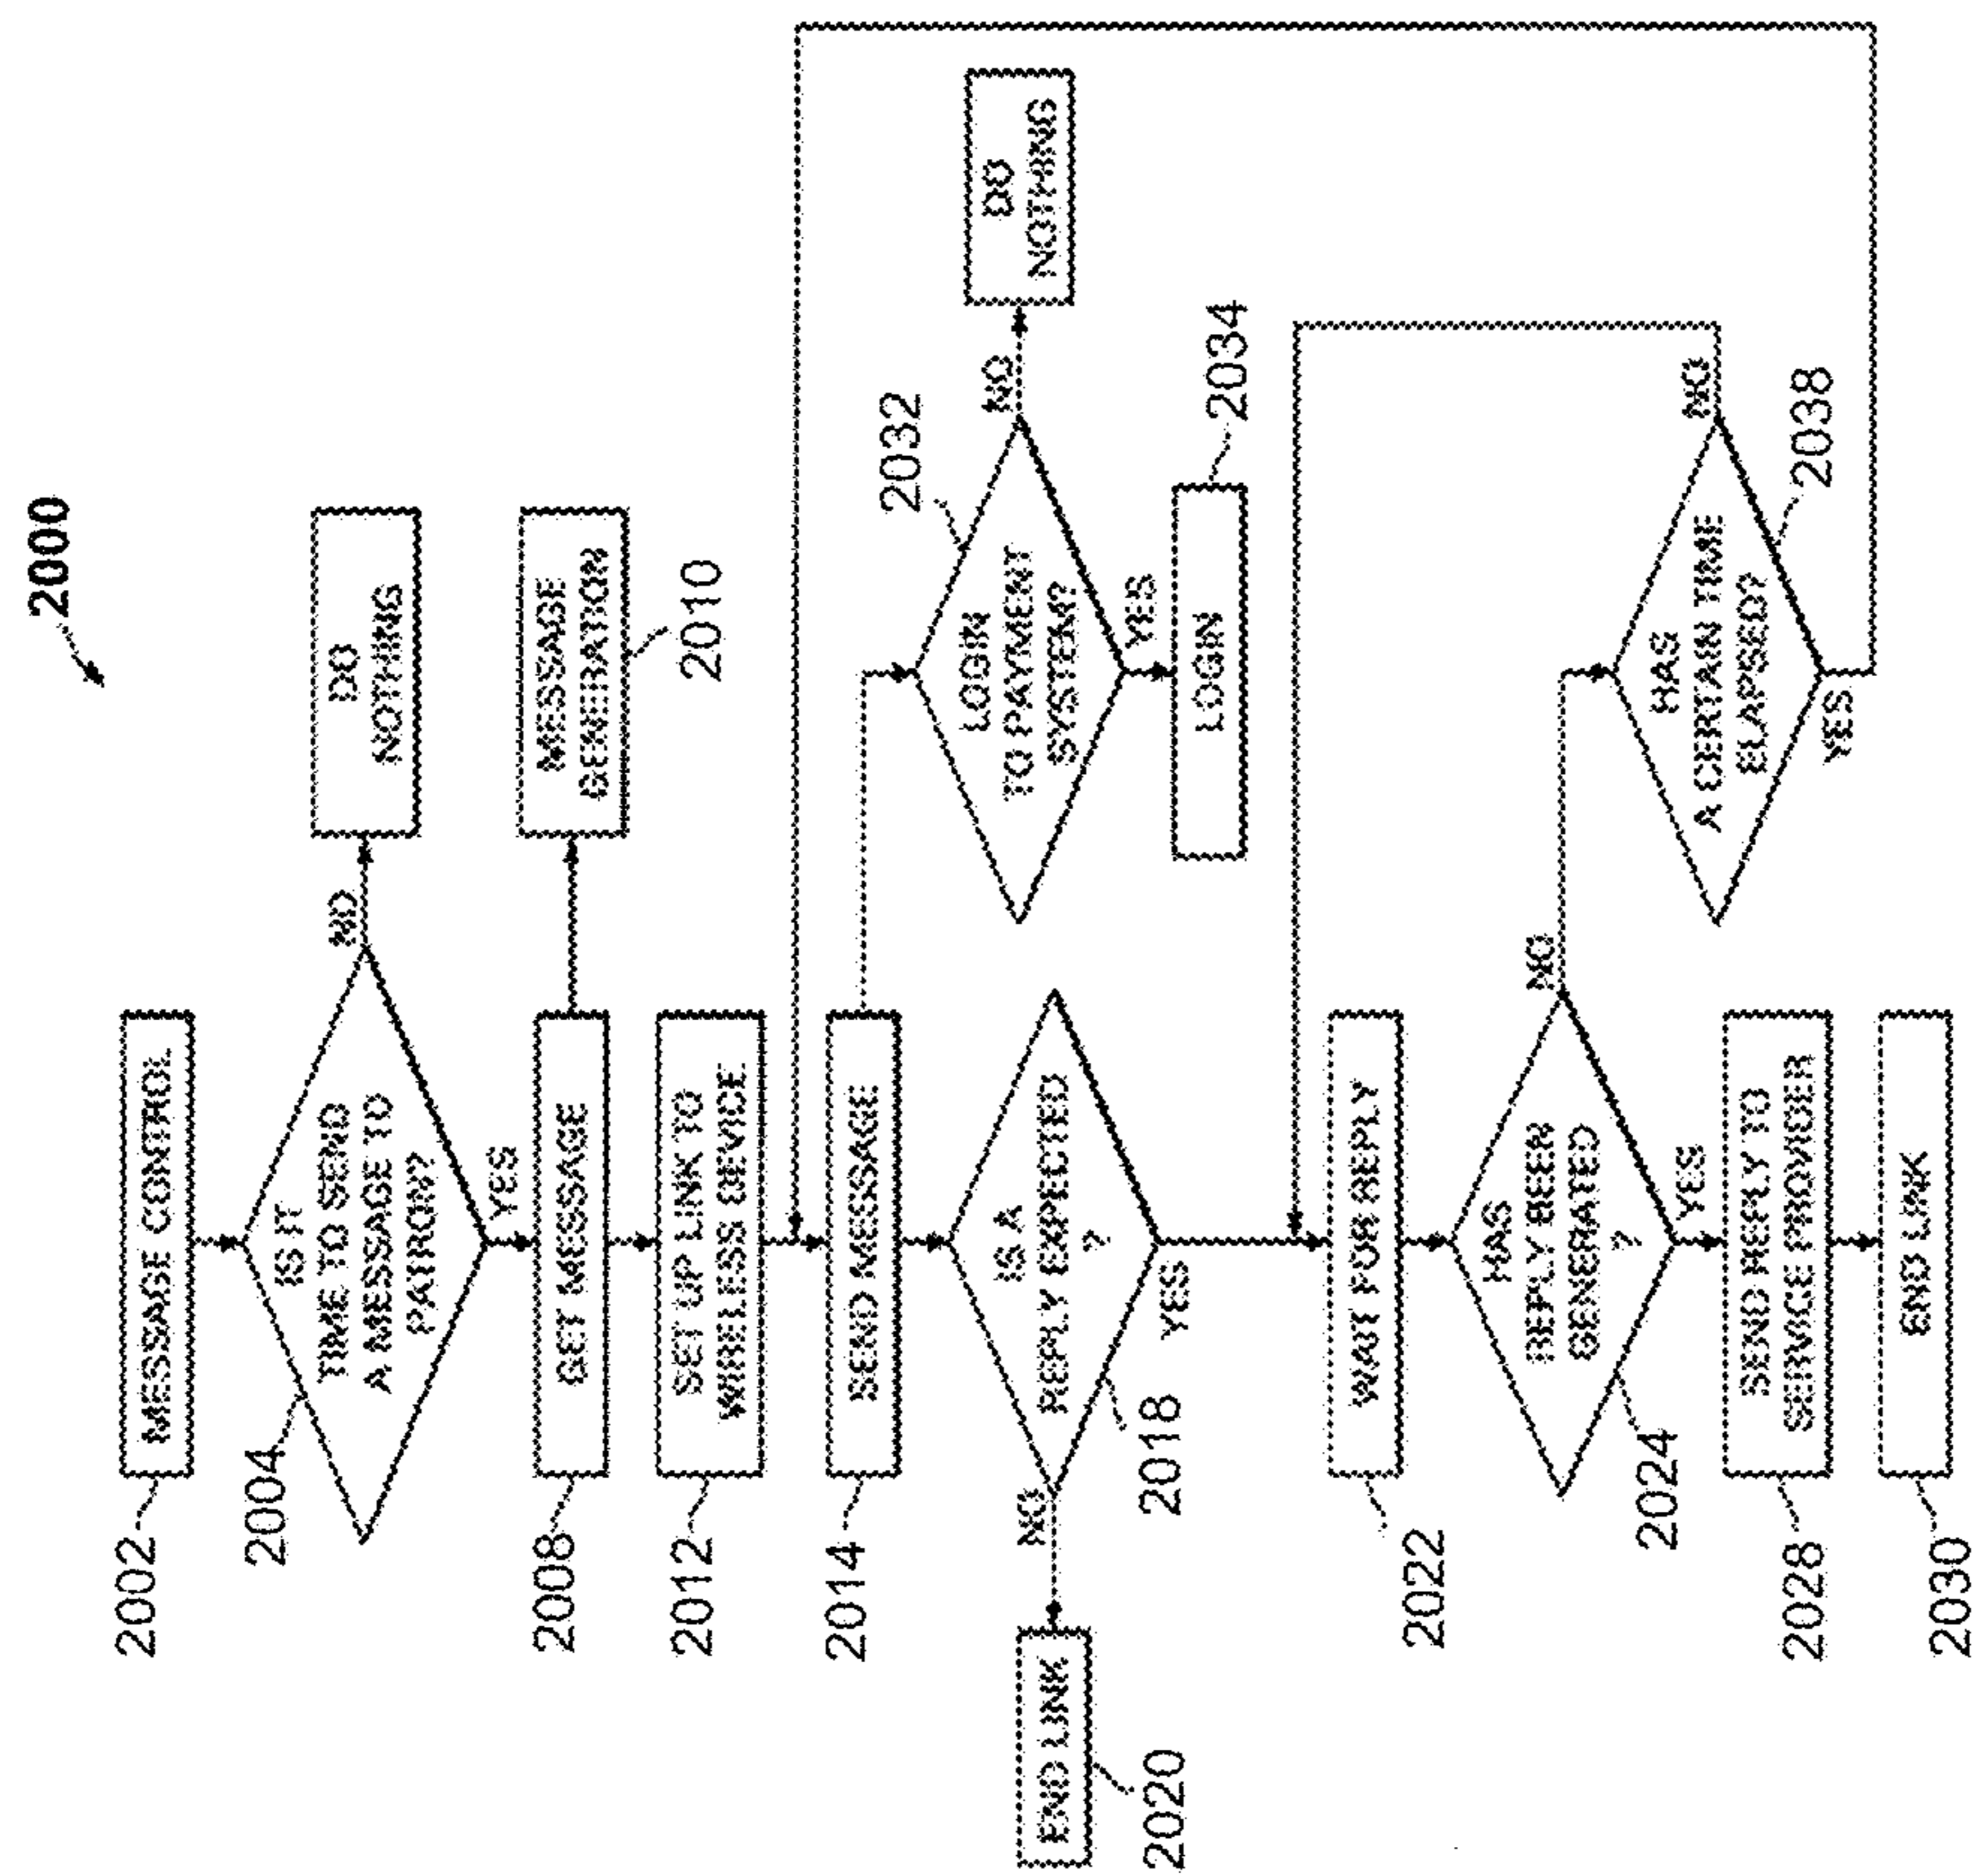 2000
2002
MESSAGE CONTROL
2004
IS IT
TIME TO SEND
A MESSAGE TO
PATRON?
NO
DO
NOTHING
YES
2008
GET MESSAGE
MESSAGE
GENERATION
2010
2012
SET UP LINK TO
WIRELESS DEVICE
2014
SEND MESSAGE
2032
LOGIN
TO PAYMENT
SYSTEM?
NO
DO
NOTHING
YES
LOGIN
2034
IS A
REPLY EXPECTED
?
2018
NO
END LINK
2020
YES
2022
WAIT FOR REPLY
2024
HAS
REPLY BEEN
GENERATED
?
NO
HAS
A CERTAIN TIME
ELAPSED?
2038
NO
YES
YES
2028
SEND REPLY TO
SERVICE PROVIDER
2030
END LINK